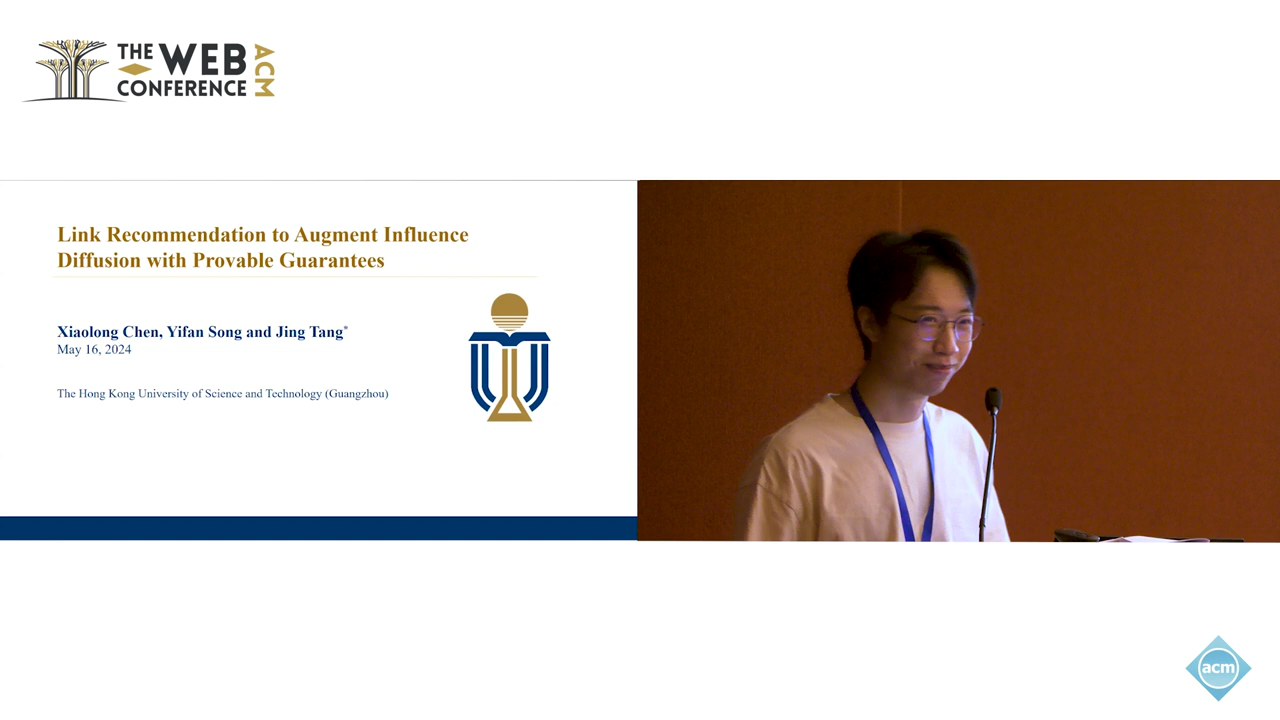 THE WEB
CONFERENCE
ACM
Link Recommendation to Augment Influence
Diffusion with Provable Guarantees
Xiaolong Chen, Yifan Song and Jing Tang*
May 16, 2024
The Hong Kong University of Science and Technology (Guangzhou)
acm